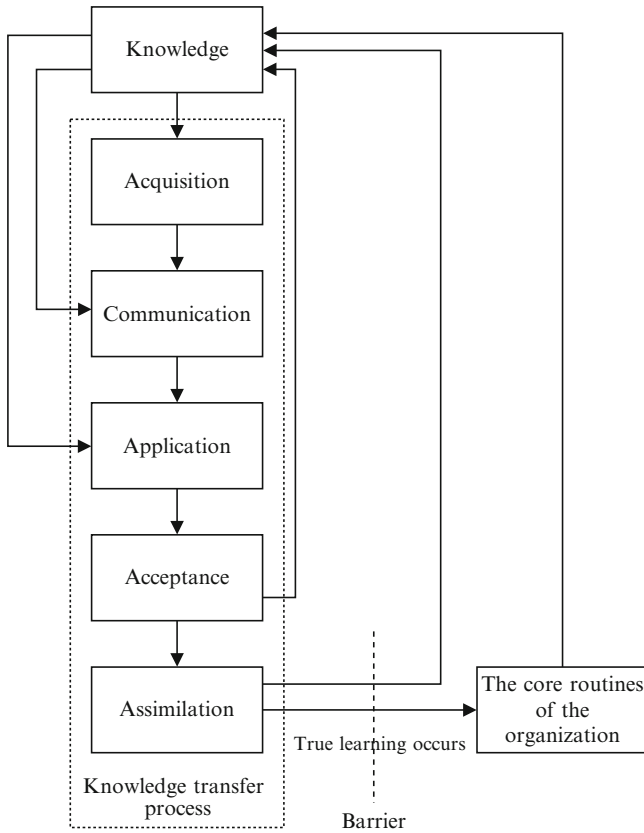 Knowledge
Acquisition
Communication
Application
Acceptance
Assimilation
Knowledge transfer
process
True learning occurs
Barrier
The core routines
of the
organization